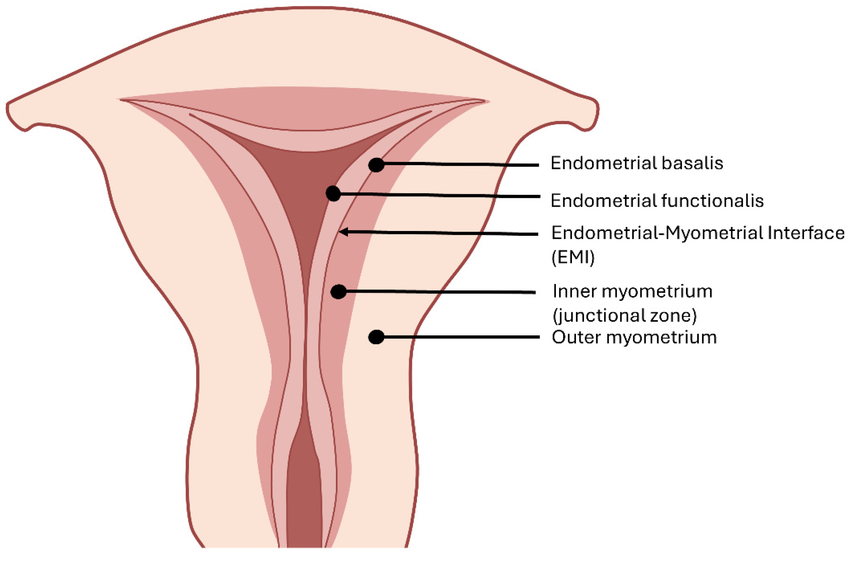 Endometrial basalis
Endometrial functionalis
Endometrial-Myometrial Interface
(EMI)
Inner myometrium
(junctional zone)
Outer myometrium